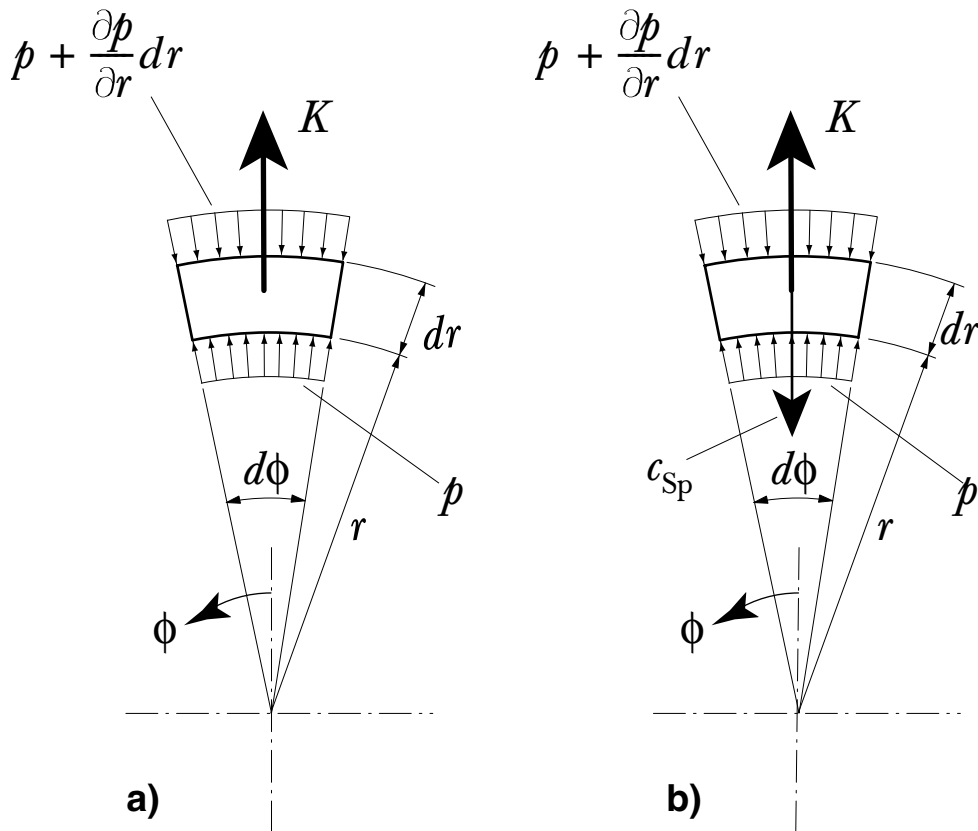 p + ∂p/∂r dr
K
dr
p
dϕ
r
ϕ
a)
p + ∂p/∂r dr
K
dr
c_Sp
p
dϕ
r
ϕ
b)